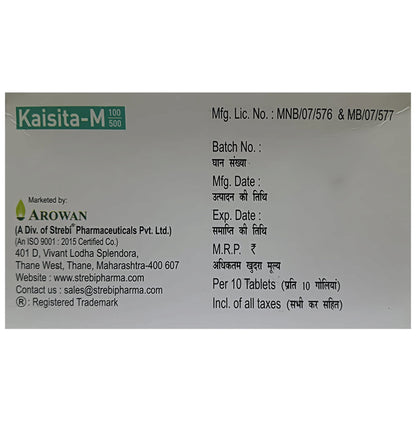 Kaisita-M 100
500
Marketed by:
AROWAN
(A Div. of Strebi® Pharmaceuticals Pvt. Ltd.)
(An ISO 9001 : 2015 Certified Co.)
401 D, Vivant Lodha Splendora,
Thane West, Thane, Maharashtra-400 607
Website : www.strebipharma.com
Contact us : sales@strebipharma.com
® : Registered Trademark
Mfg. Lic. No. : MNB/07/576 & MB/07/577
Batch No. :
घान संख्या
Mfg. Date :
उत्पादन की तिथि
Exp. Date :
समाप्ति की तिथि
M.R.P. ₹
अधिकतम खुदरा मूल्य
Per 10 Tablets (प्रति 10 गोलियां)
Incl. of all taxes (सभी कर सहित)